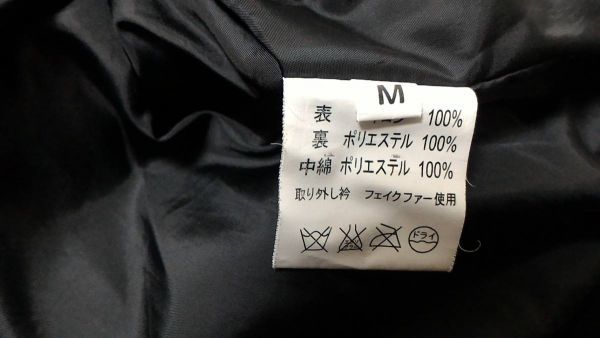 M
表 100%
裏 ポリエステル 100%
中綿 ポリエステル 100%
取り外し衿 フェイクファー使用
ドライ